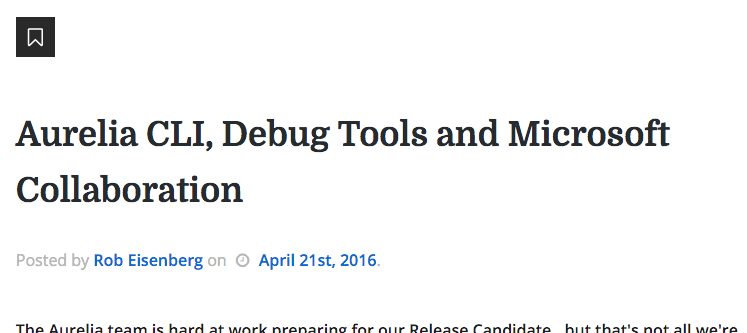 Aurelia CLI, Debug Tools and Microsoft
Collaboration
Posted by Rob Eisenberg on April 21st, 2016.
The Aurelia team is hard at work preparing for our Release Candidate...but that's not all we're